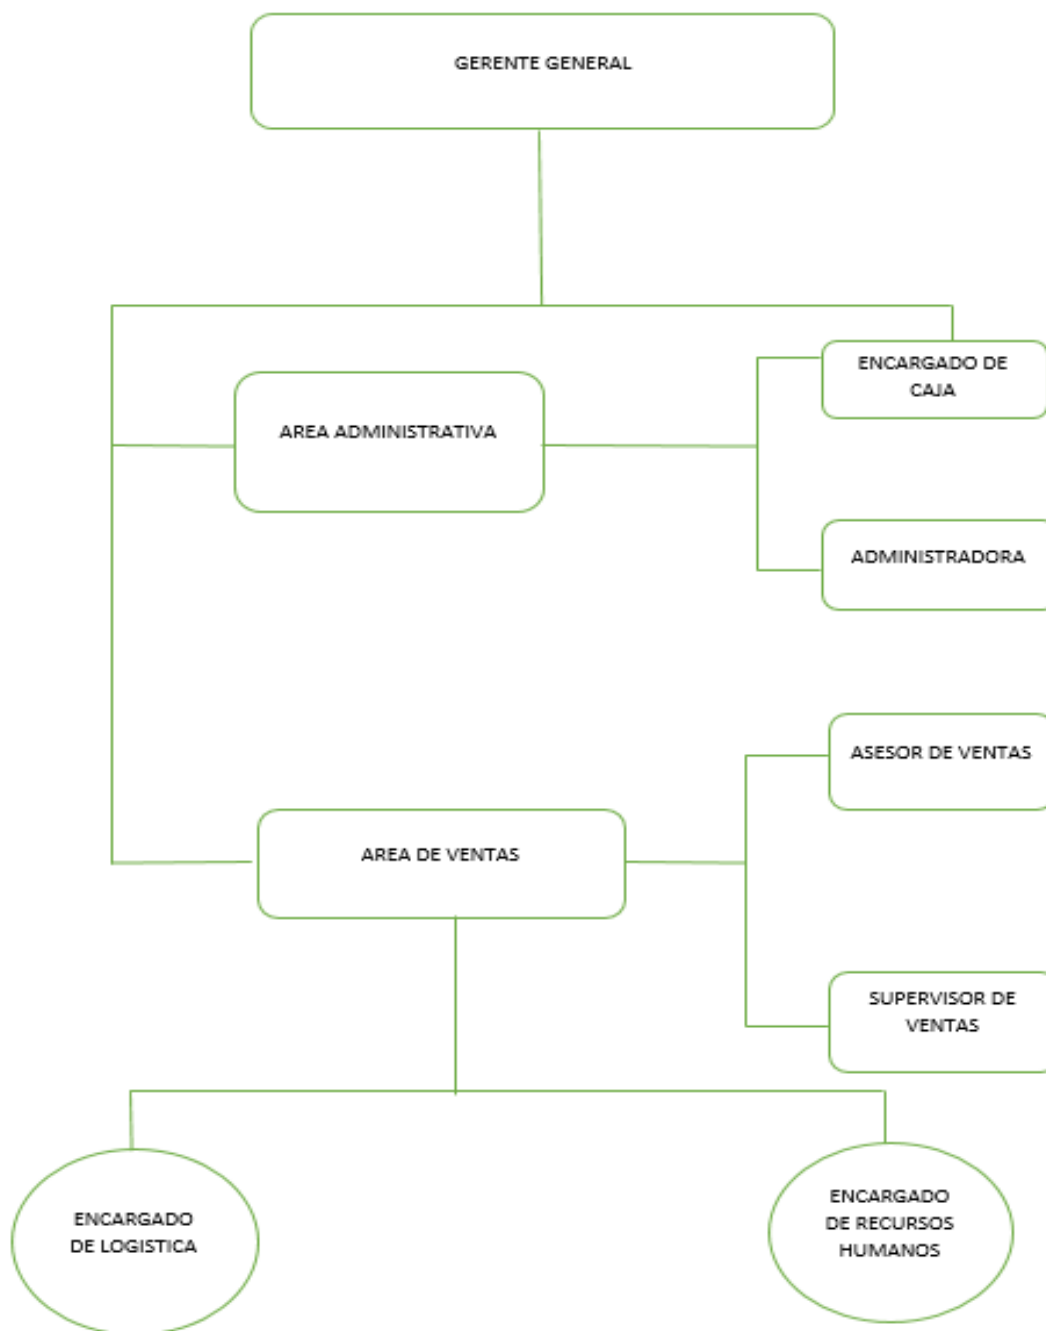 GERENTE GENERAL
ENCARGADO DE
CAJA
AREA ADMINISTRATIVA
ADMINISTRADORA
ASESOR DE VENTAS
AREA DE VENTAS
SUPERVISOR DE
VENTAS
ENCARGADO
DE LOGISTICA
ENCARGADO
DE RECURSOS
HUMANOS